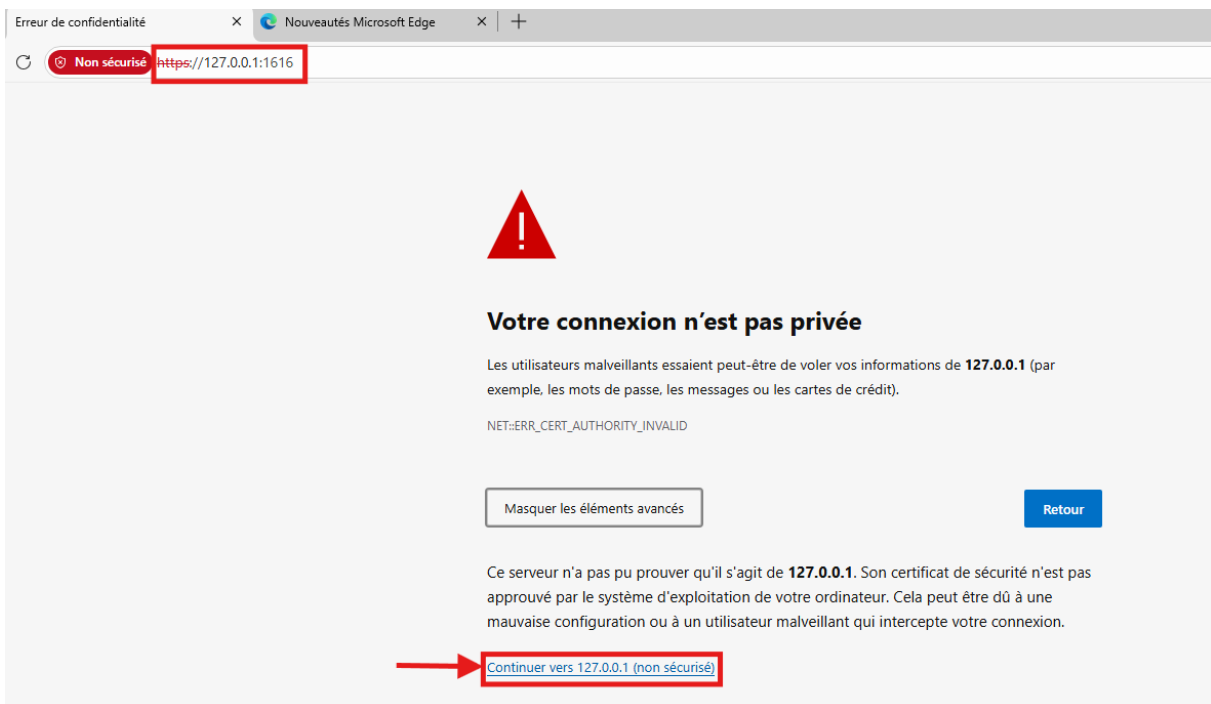 Erreur de confidentialité
Nouveautés Microsoft Edge
Non sécurisé https://127.0.0.1:1616
Votre connexion n’est pas privée
Les utilisateurs malveillants essaient peut-être de voler vos informations de 127.0.0.1 (par
exemple, les mots de passe, les messages ou les cartes de crédit).
NET::ERR_CERT_AUTHORITY_INVALID
Masquer les éléments avancés
Retour
Ce serveur n'a pas pu prouver qu'il s'agit de 127.0.0.1. Son certificat de sécurité n'est pas
approuvé par le système d'exploitation de votre ordinateur. Cela peut être dû à une
mauvaise configuration ou à un utilisateur malveillant qui intercepte votre connexion.
Continuer vers 127.0.0.1 (non sécurisé)